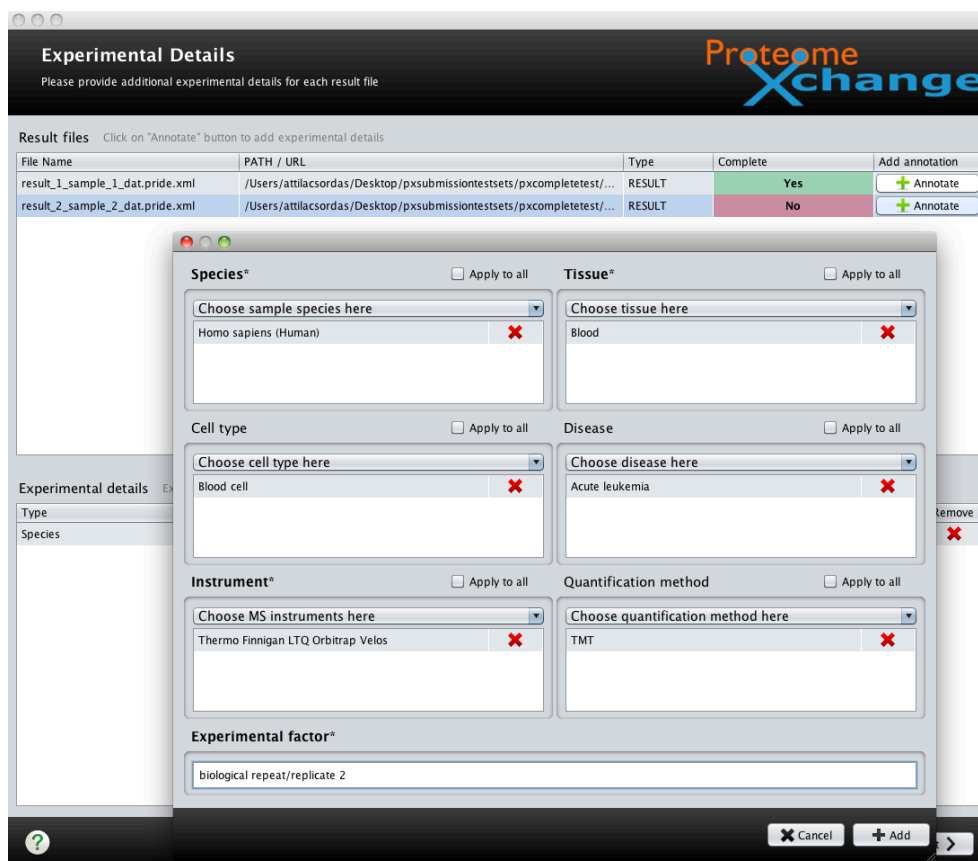 Experimental Details
Please provide additional experimental details for each result file
Proteome
Xchange
Result files Click on "Annotate" button to add experimental details
File Name PATH / URL Type Complete Add annotation
result_1_sample_1_dat.pride.xml /Users/attilacsordas/Desktop/pxsubmissiontestsets/pxcompletetest/... RESULT Yes Annotate
result_2_sample_2_dat.pride.xml /Users/attilacsordas/Desktop/pxsubmissiontestsets/pxcompletetest/... RESULT No Annotate
Species* Apply to all Tissue* Apply to all
Choose sample species here Choose tissue here
Homo sapiens (Human) Blood
Cell type Apply to all Disease Apply to all
Choose cell type here Choose disease here
Blood cell Acute leukemia
Experimental details
Type Remove
Species
Instrument* Apply to all Quantification method Apply to all
Choose MS instruments here Choose quantification method here
Thermo Finnigan LTQ Orbitrap Velos TMT
Experimental factor*
biological repeat/replicate 2
? Cancel Add